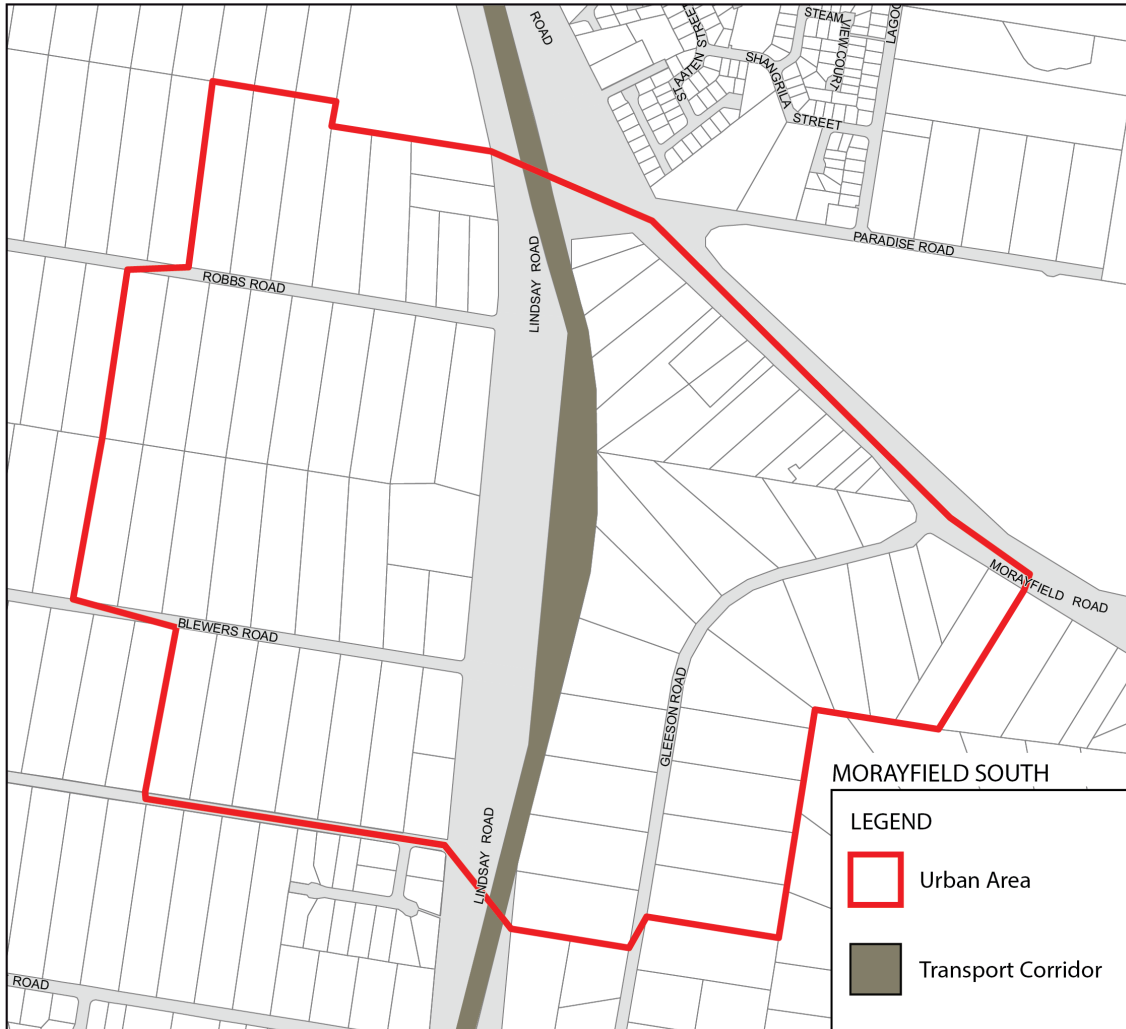 ROAD
STEAM
VIEW COURT
LAGOO
STAATEN STREET
SHANGRILA
STREET
PARADISE ROAD
ROBBS ROAD
LINDSAY ROAD
MORAYFIELD ROAD
BLEWERS ROAD
GLEESON ROAD
LINDSAY ROAD
ROAD
MORAYFIELD SOUTH
LEGEND
Urban Area
Transport Corridor